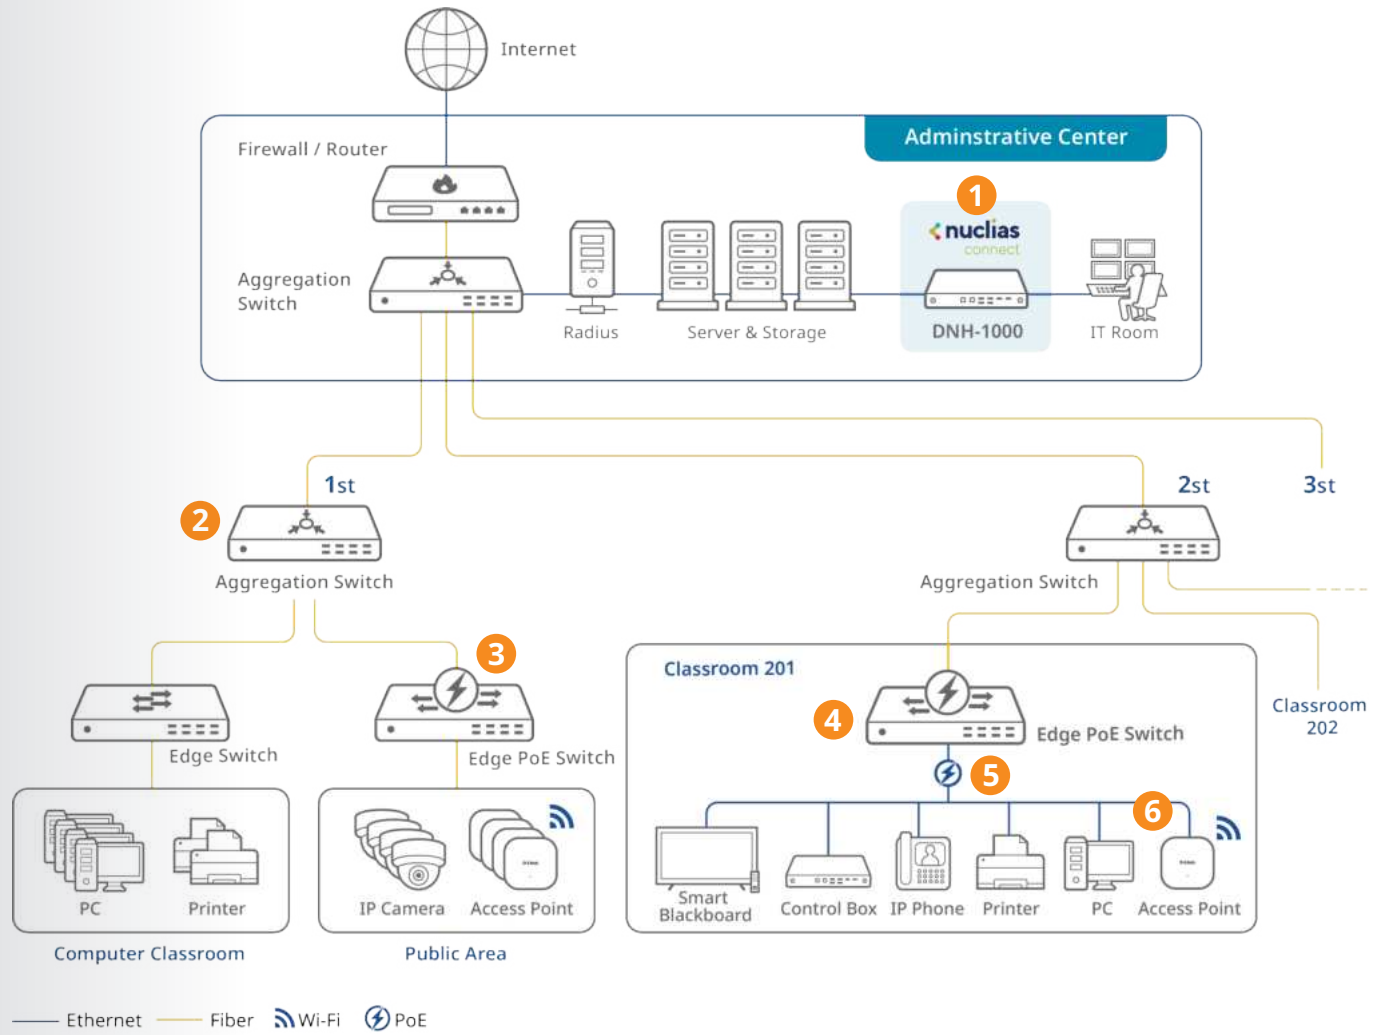 Internet
Adminstrative Center
Firewall / Router
1
nuclias
connect
Aggregation
Switch
Radius
Server & Storage
DNH-1000
IT Room
1st
2st
3st
2
Aggregation Switch
Aggregation Switch
3
Classroom 201
4
Edge PoE Switch
Classroom
202
Edge Switch
Edge PoE Switch
5
6
PC
Printer
IP Camera
Access Point
Smart
Blackboard
Control Box
IP Phone
Printer
PC
Access Point
Computer Classroom
Public Area
Ethernet
Fiber
Wi-Fi
PoE